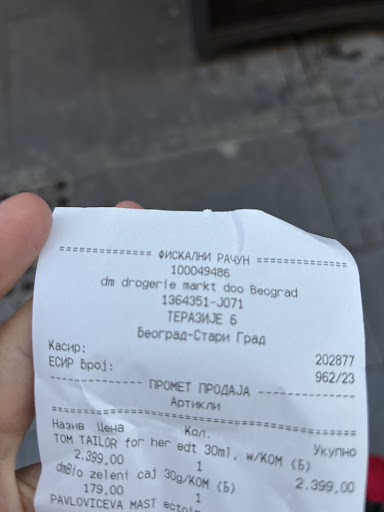 ============ ФИСКАЛНИ РАЧУН ============
100049486
dm drogerie markt doo Beograd
1364351-J071
ТЕРАЗИЈЕ 6
Београд-Стари Град
Касир: 202877
ЕСИР број: 962/23
------------ ПРОМЕТ ПРОДАЈА ------------
Артикли
========================================
Назив Цена Кол. Укупно
TOM TAILOR for her edt 30ml, w/KOM (Б)
2.399,00 1 2.399,00
dmBio zeleni caj 30g/KOM (Б)
179,00 1
PAVLOVICEVA MAST